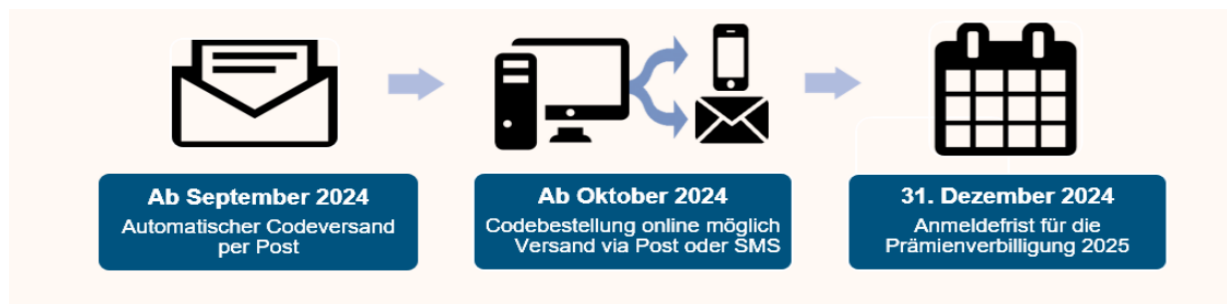 Ab September 2024
Automatischer Codeversand
per Post
Ab Oktober 2024
Codebestellung online möglich
Versand via Post oder SMS
31. Dezember 2024
Anmeldefrist für die
Prämienverbilligung 2025